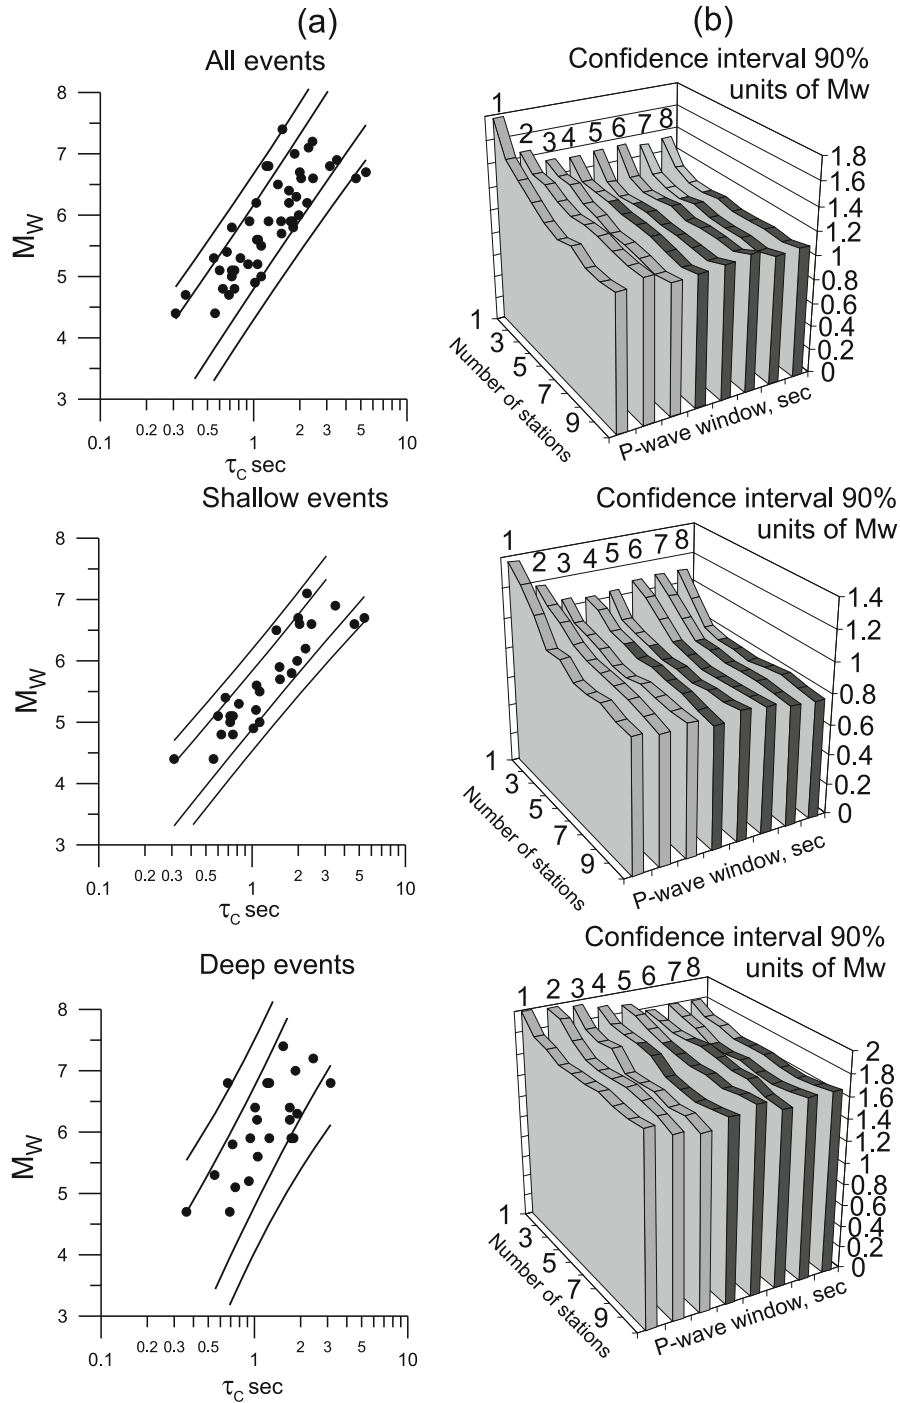 (a)
All events
8
7
6
5
4
3
M_W
0.1 0.2 0.3 0.5 1 2 3 5 10
τ_C sec
(b)
Confidence interval 90%
units of Mw
1 2 3 4 5 6 7 8
1.8
1.6
1.4
1.2
1
0.8
0.6
0.4
0.2
0
1
3
5
7
9
Number of stations
P-wave window, sec
Shallow events
8
7
6
5
4
3
M_W
0.1 0.2 0.3 0.5 1 2 3 5 10
τ_C sec
Confidence interval 90%
units of Mw
1 2 3 4 5 6 7 8
1.4
1.2
1
0.8
0.6
0.4
0.2
0
1
3
5
7
9
Number of stations
P-wave window, sec
Deep events
8
7
6
5
4
3
M_W
0.1 0.2 0.3 0.5 1 2 3 5 10
τ_C sec
Confidence interval 90%
units of Mw
1 2 3 4 5 6 7 8
2
1.8
1.6
1.4
1.2
1
0.8
0.6
0.4
0.2
0
1
3
5
7
9
Number of stations
P-wave window, sec